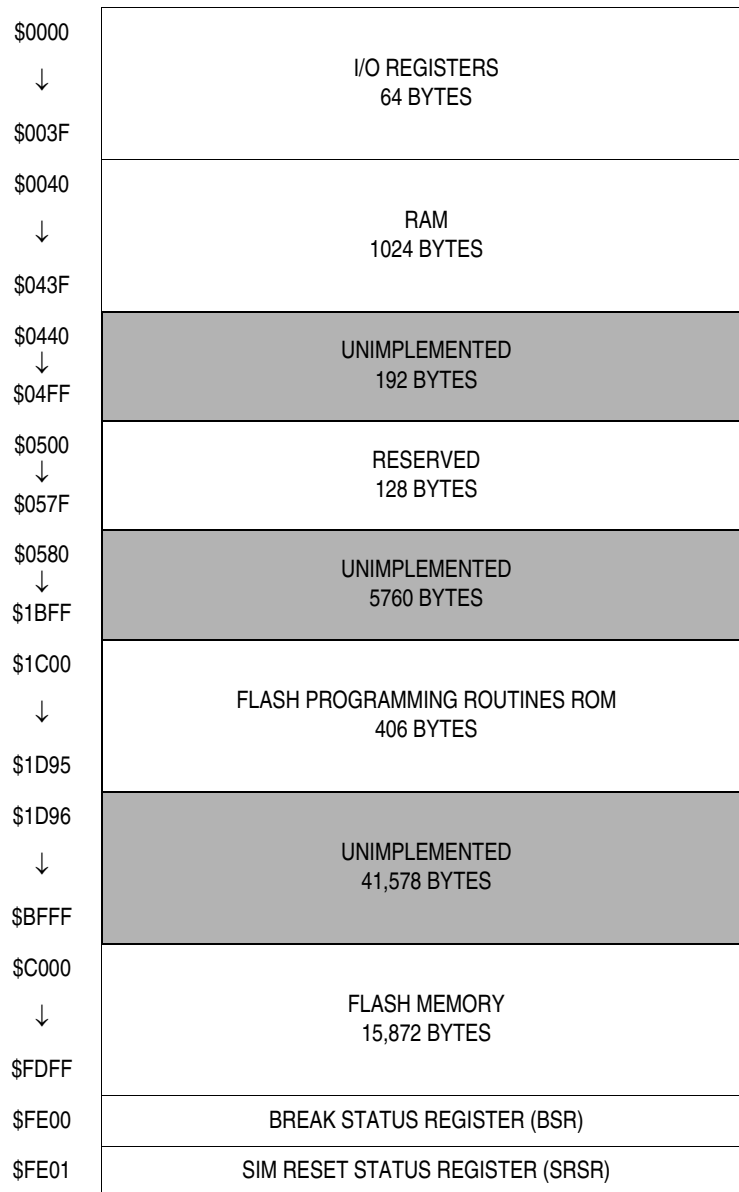 $0000
↓
$003F
I/O REGISTERS
64 BYTES
$0040
↓
$043F
RAM
1024 BYTES
$0440
↓
$04FF
UNIMPLEMENTED
192 BYTES
$0500
↓
$057F
RESERVED
128 BYTES
$0580
↓
$1BFF
UNIMPLEMENTED
5760 BYTES
$1C00
↓
$1D95
FLASH PROGRAMMING ROUTINES ROM
406 BYTES
$1D96
↓
$BFFF
UNIMPLEMENTED
41,578 BYTES
$C000
↓
$FDFF
FLASH MEMORY
15,872 BYTES
$FE00 BREAK STATUS REGISTER (BSR)
$FE01 SIM RESET STATUS REGISTER (SRSR)